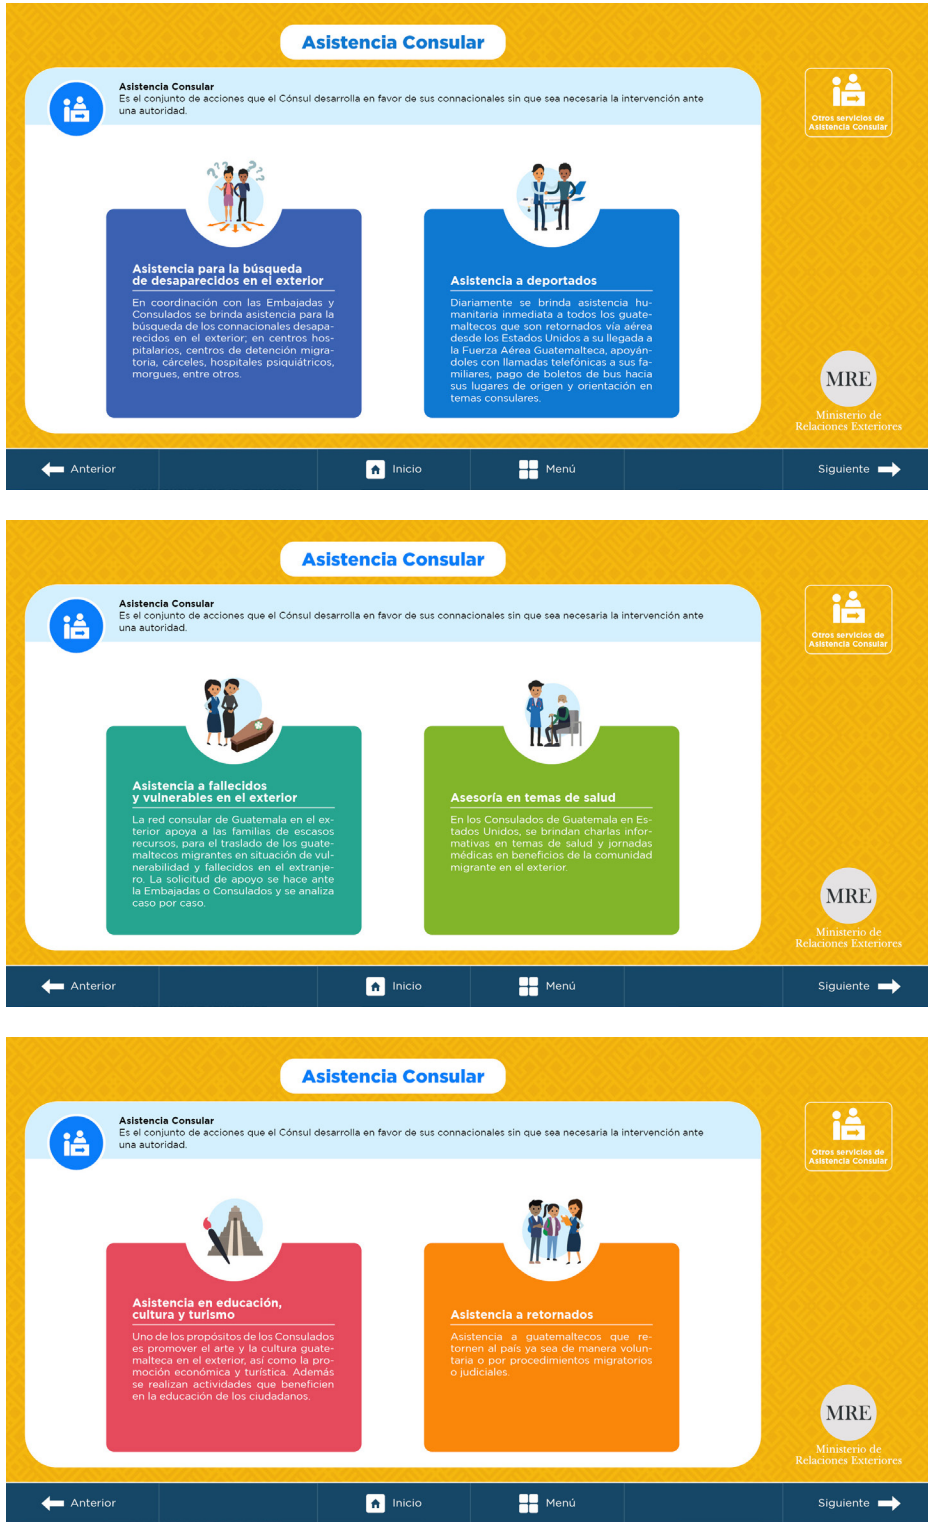 Asistencia Consular
Asistencia Consular
Es el conjunto de acciones que el Cónsul desarrolla en favor de sus connacionales sin que sea necesaria la intervención ante
una autoridad.
Otros servicios de
Asistencia Consular
???
???
Asistencia para la búsqueda
de desaparecidos en el exterior
En coordinación con las Embajadas y
Consulados se brinda asistencia para la
búsqueda de los connacionales desapa-
recidos en el exterior; en centros hos-
pitalarios, centros de detención migra-
toria, cárceles, hospitales psiquiátricos,
morgues, entre otros.
Asistencia a deportados
Diariamente se brinda asistencia hu-
manitaria inmediata a todos los guate-
maltecos que son retornados vía aérea
desde los Estados Unidos a su llegada a
la Fuerza Aérea Guatemalteca, apoyán-
doles con llamadas telefónicas a sus fa-
miliares, pago de boletos de bus hacia
sus lugares de origen y orientación en
temas consulares.
MRE
Ministerio de
Relaciones Exteriores
Anterior
Inicio
Menú
Siguiente
Asistencia Consular
Asistencia Consular
Es el conjunto de acciones que el Cónsul desarrolla en favor de sus connacionales sin que sea necesaria la intervención ante
una autoridad.
Otros servicios de
Asistencia Consular
Asistencia a fallecidos
y vulnerables en el exterior
La red consular de Guatemala en el ex-
terior apoya a las familias de escasos
recursos, para el traslado de los guate-
maltecos migrantes en situación de vul-
nerabilidad y fallecidos en el extranje-
ro. La solicitud de apoyo se hace ante
la Embajadas o Consulados y se analiza
caso por caso.
Asesoría en temas de salud
En los Consulados de Guatemala en Es-
tados Unidos, se brindan charlas infor-
mativas en temas de salud y jornadas
médicas en beneficios de la comunidad
migrante en el exterior.
MRE
Ministerio de
Relaciones Exteriores
Anterior
Inicio
Menú
Siguiente
Asistencia Consular
Asistencia Consular
Es el conjunto de acciones que el Cónsul desarrolla en favor de sus connacionales sin que sea necesaria la intervención ante
una autoridad.
Otros servicios de
Asistencia Consular
Asistencia en educación,
cultura y turismo
Uno de los propósitos de los Consulados
es promover el arte y la cultura guate-
malteca en el exterior, así como la pro-
moción económica y turística. Además
se realizan actividades que beneficien
en la educación de los ciudadanos.
Asistencia a retornados
Asistencia a guatemaltecos que re-
tornen al país ya sea de manera volun-
taria o por procedimientos migratorios
o judiciales.
MRE
Ministerio de
Relaciones Exteriores
Anterior
Inicio
Menú
Siguiente